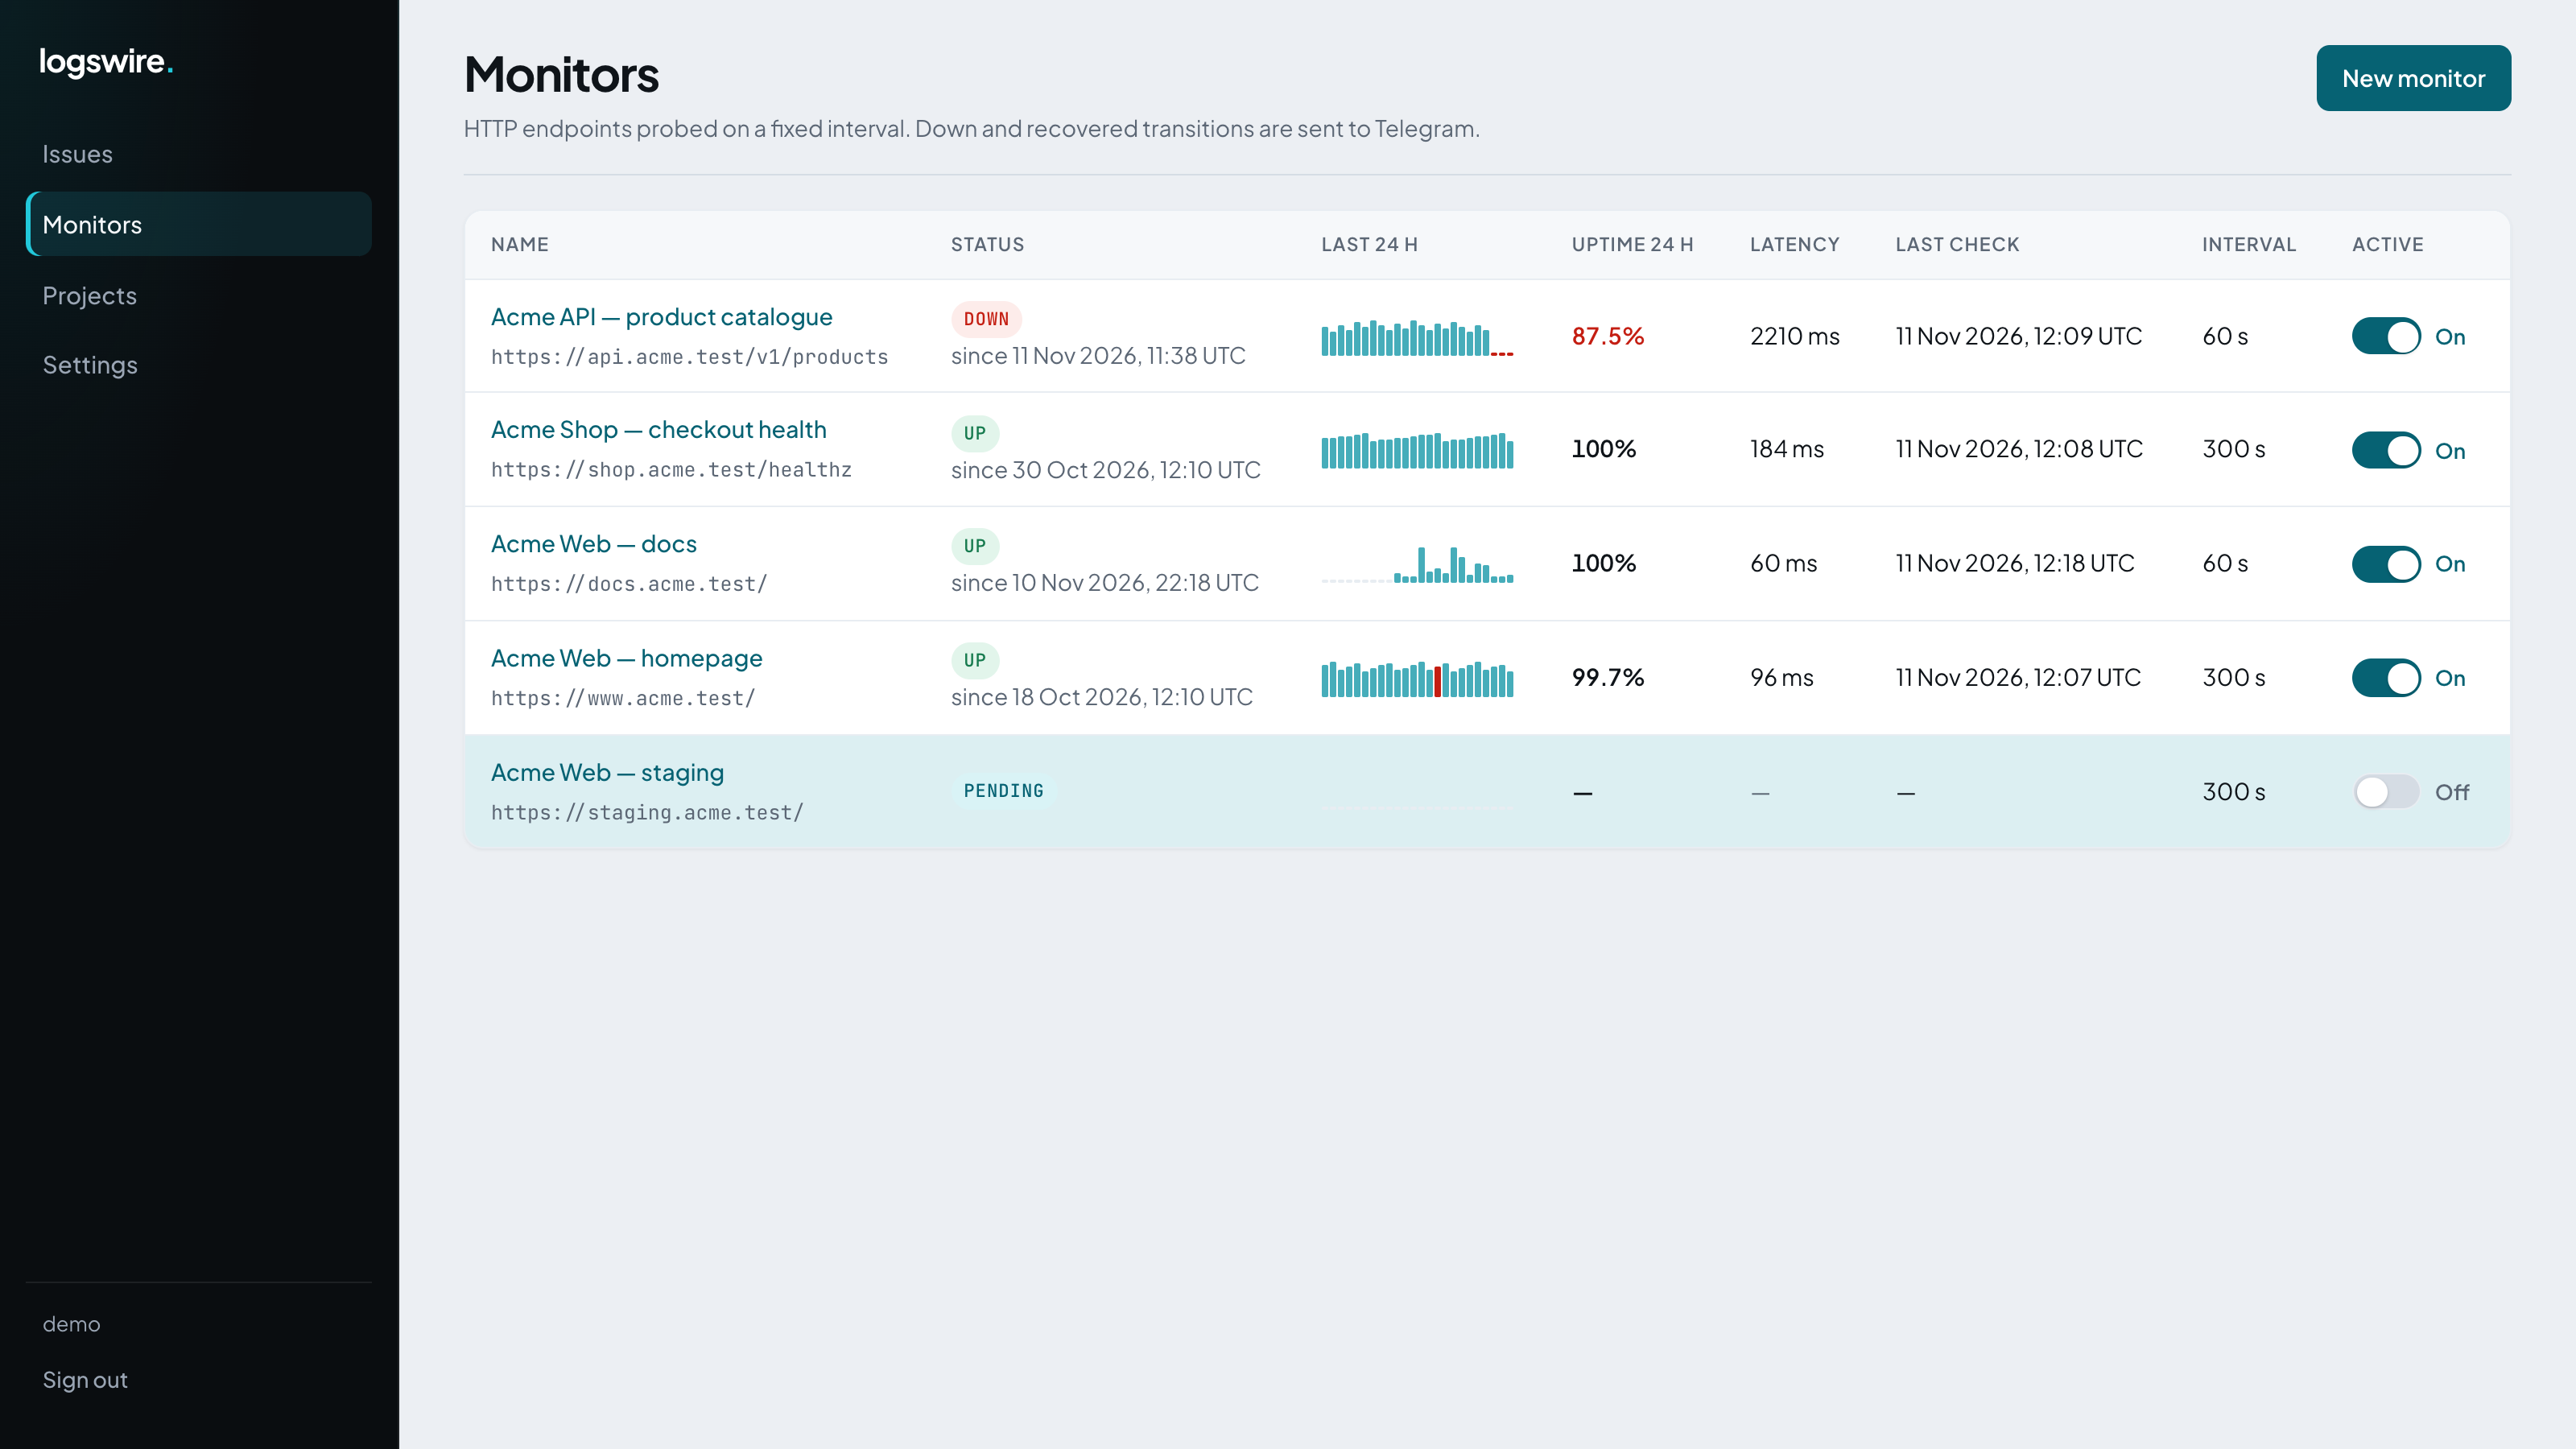 logswire.
Issues
Monitors
Projects
Settings
demo
Sign out
Monitors
New monitor
HTTP endpoints probed on a fixed interval. Down and recovered transitions are sent to Telegram.
NAME STATUS LAST 24 H UPTIME 24 H LATENCY LAST CHECK INTERVAL ACTIVE
Acme API — product catalogue
https://api.acme.test/v1/products
DOWN
since 11 Nov 2026, 11:38 UTC
87.5% 2210 ms 11 Nov 2026, 12:09 UTC 60 s On
Acme Shop — checkout health
https://shop.acme.test/healthz
UP
since 30 Oct 2026, 12:10 UTC
100% 184 ms 11 Nov 2026, 12:08 UTC 300 s On
Acme Web — docs
https://docs.acme.test/
UP
since 10 Nov 2026, 22:18 UTC
100% 60 ms 11 Nov 2026, 12:18 UTC 60 s On
Acme Web — homepage
https://www.acme.test/
UP
since 18 Oct 2026, 12:10 UTC
99.7% 96 ms 11 Nov 2026, 12:07 UTC 300 s On
Acme Web — staging
https://staging.acme.test/
PENDING
— — — 300 s Off